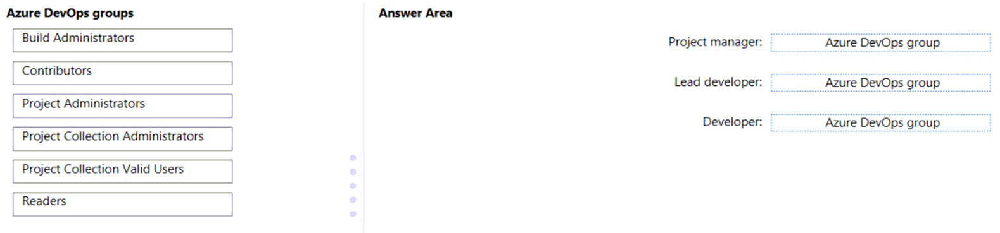 Azure DevOps groups
Build Administrators
Contributors
Project Administrators
Project Collection Administrators
Project Collection Valid Users
Readers
Answer Area
Project manager: Azure DevOps group
Lead developer: Azure DevOps group
Developer: Azure DevOps group